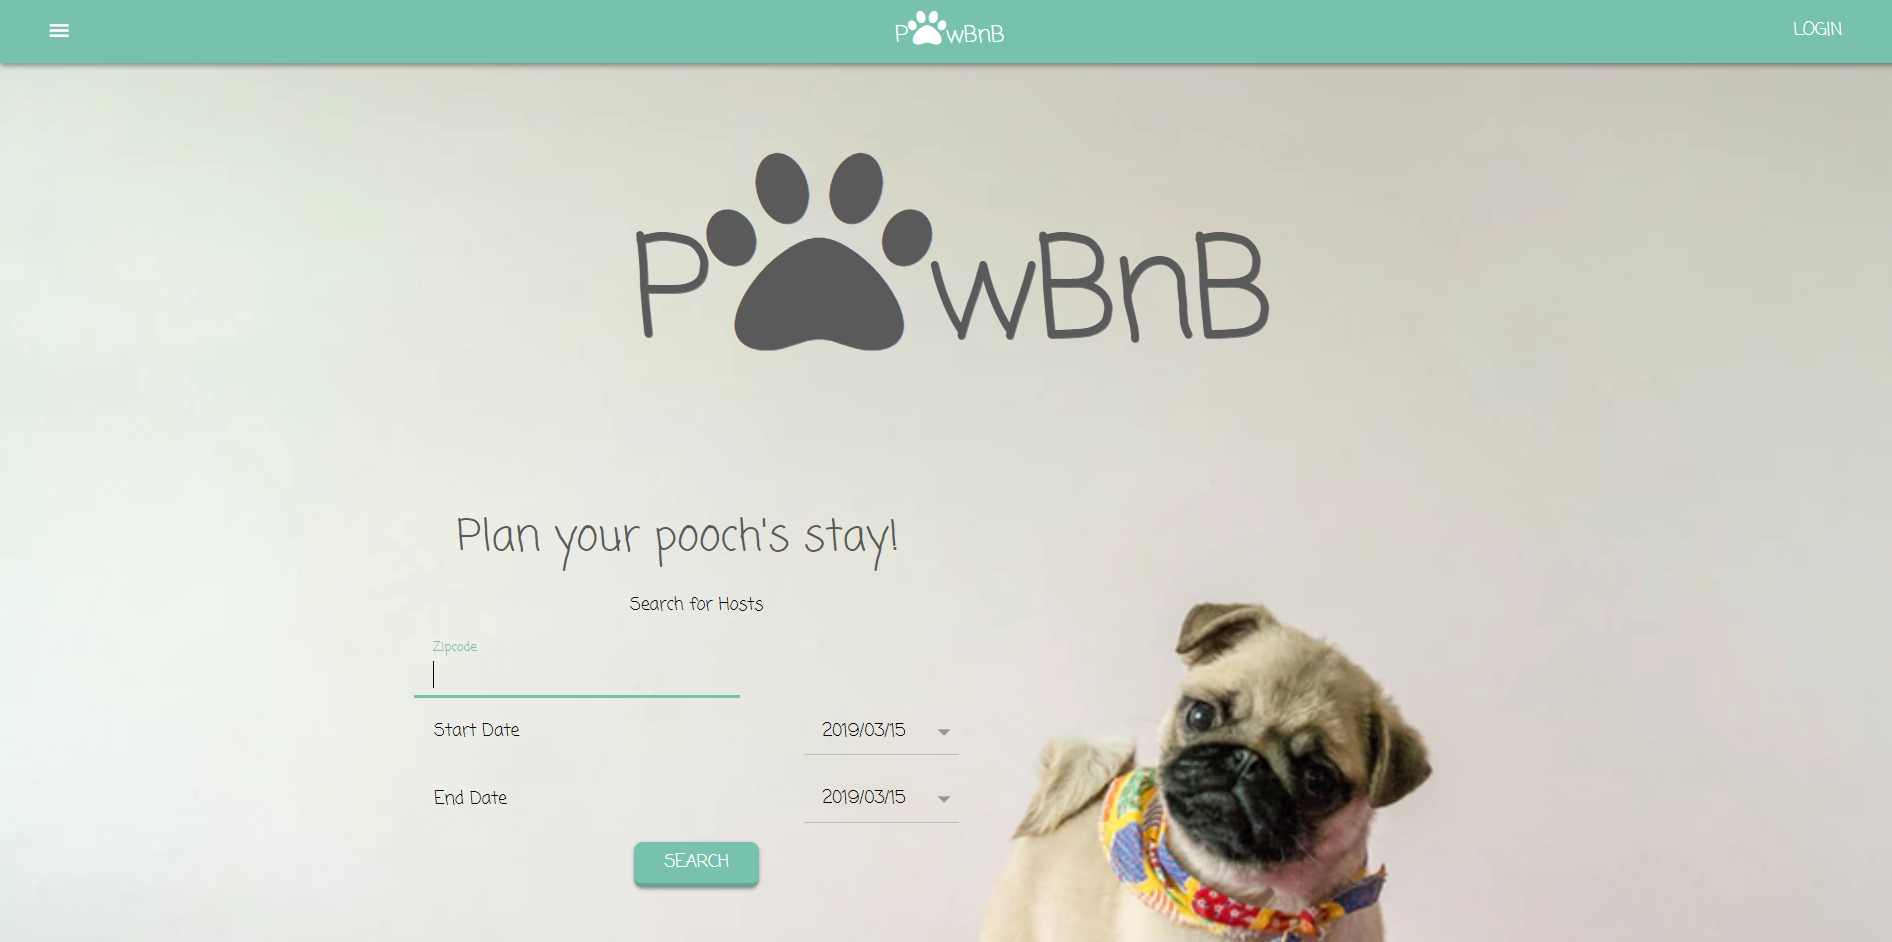 PwBnB
LOGIN
PwBnB
Plan your pooch's stay!
Search for Hosts
Zipcode
Start Date 2019/03/15
End Date 2019/03/15
SEARCH